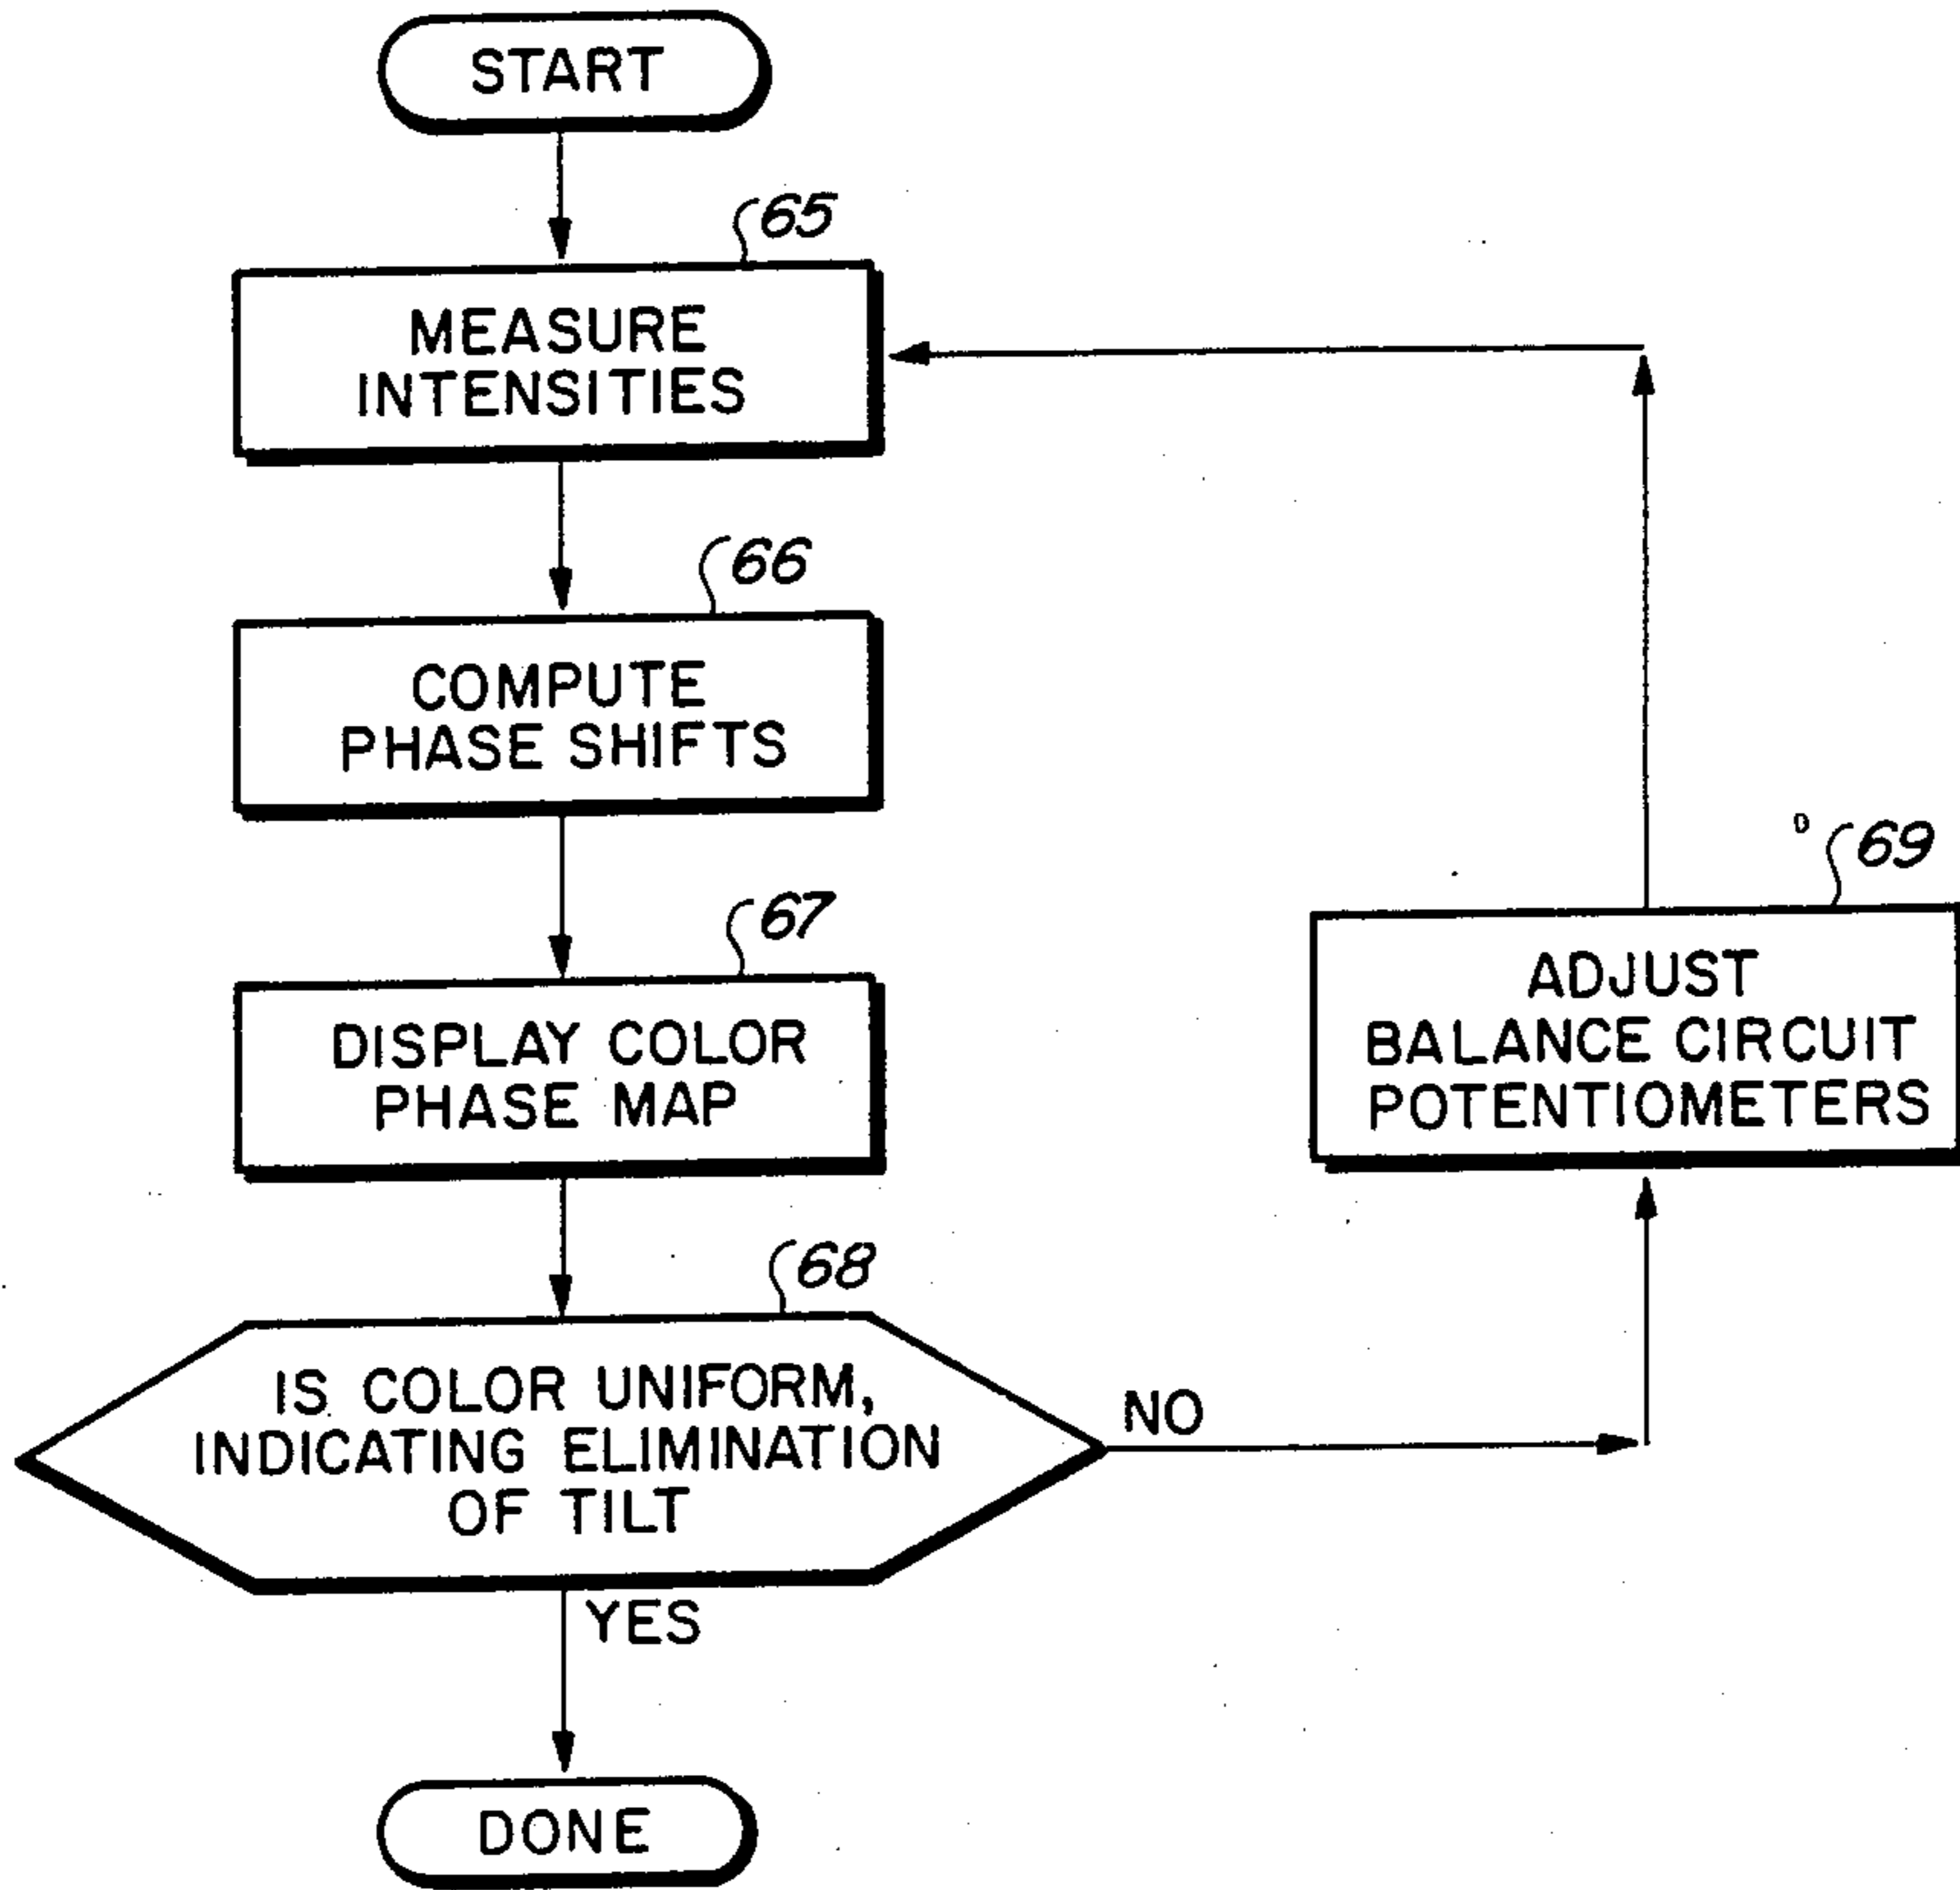 START
65
MEASURE
INTENSITIES
66
COMPUTE
PHASE SHIFTS
67
DISPLAY COLOR
PHASE MAP
68
IS COLOR UNIFORM,
INDICATING ELIMINATION
OF TILT
NO
YES
DONE
69
ADJUST
BALANCE CIRCUIT
POTENTIOMETERS